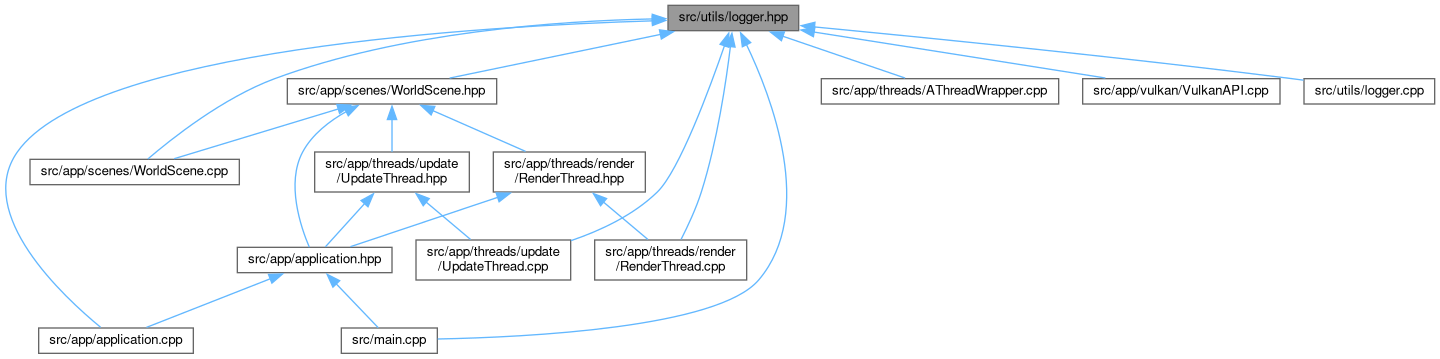 src/utils/logger.hpp
src/app/scenes/WorldScene.hpp
src/app/threads/AThreadWrapper.cpp
src/app/vulkan/VulkanAPI.cpp
src/utils/logger.cpp
src/app/scenes/WorldScene.cpp
src/app/threads/update
/UpdateThread.hpp
src/app/threads/render
/RenderThread.hpp
src/app/application.hpp
src/app/threads/update
/UpdateThread.cpp
src/app/threads/render
/RenderThread.cpp
src/app/application.cpp
src/main.cpp